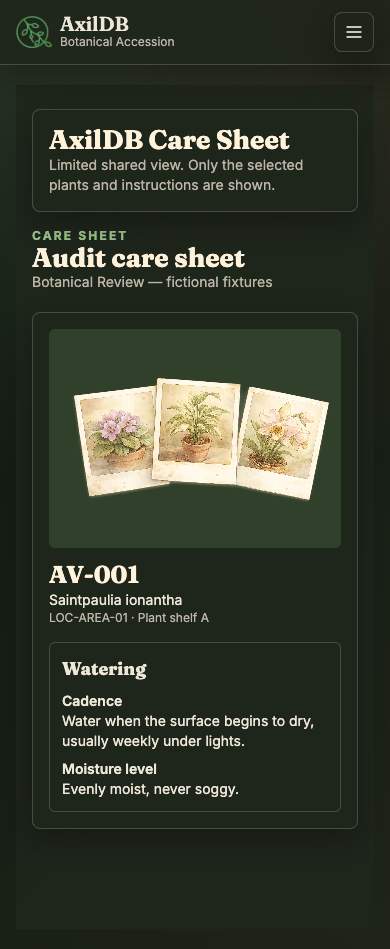 AxilDB
Botanical Accession
AxilDB Care Sheet
Limited shared view. Only the selected
plants and instructions are shown.
CARE SHEET
Audit care sheet
Botanical Review — fictional fixtures
AV-001
Saintpaulia ionantha
LOC-AREA-01 · Plant shelf A
Watering
Cadence
Water when the surface begins to dry,
usually weekly under lights.
Moisture level
Evenly moist, never soggy.